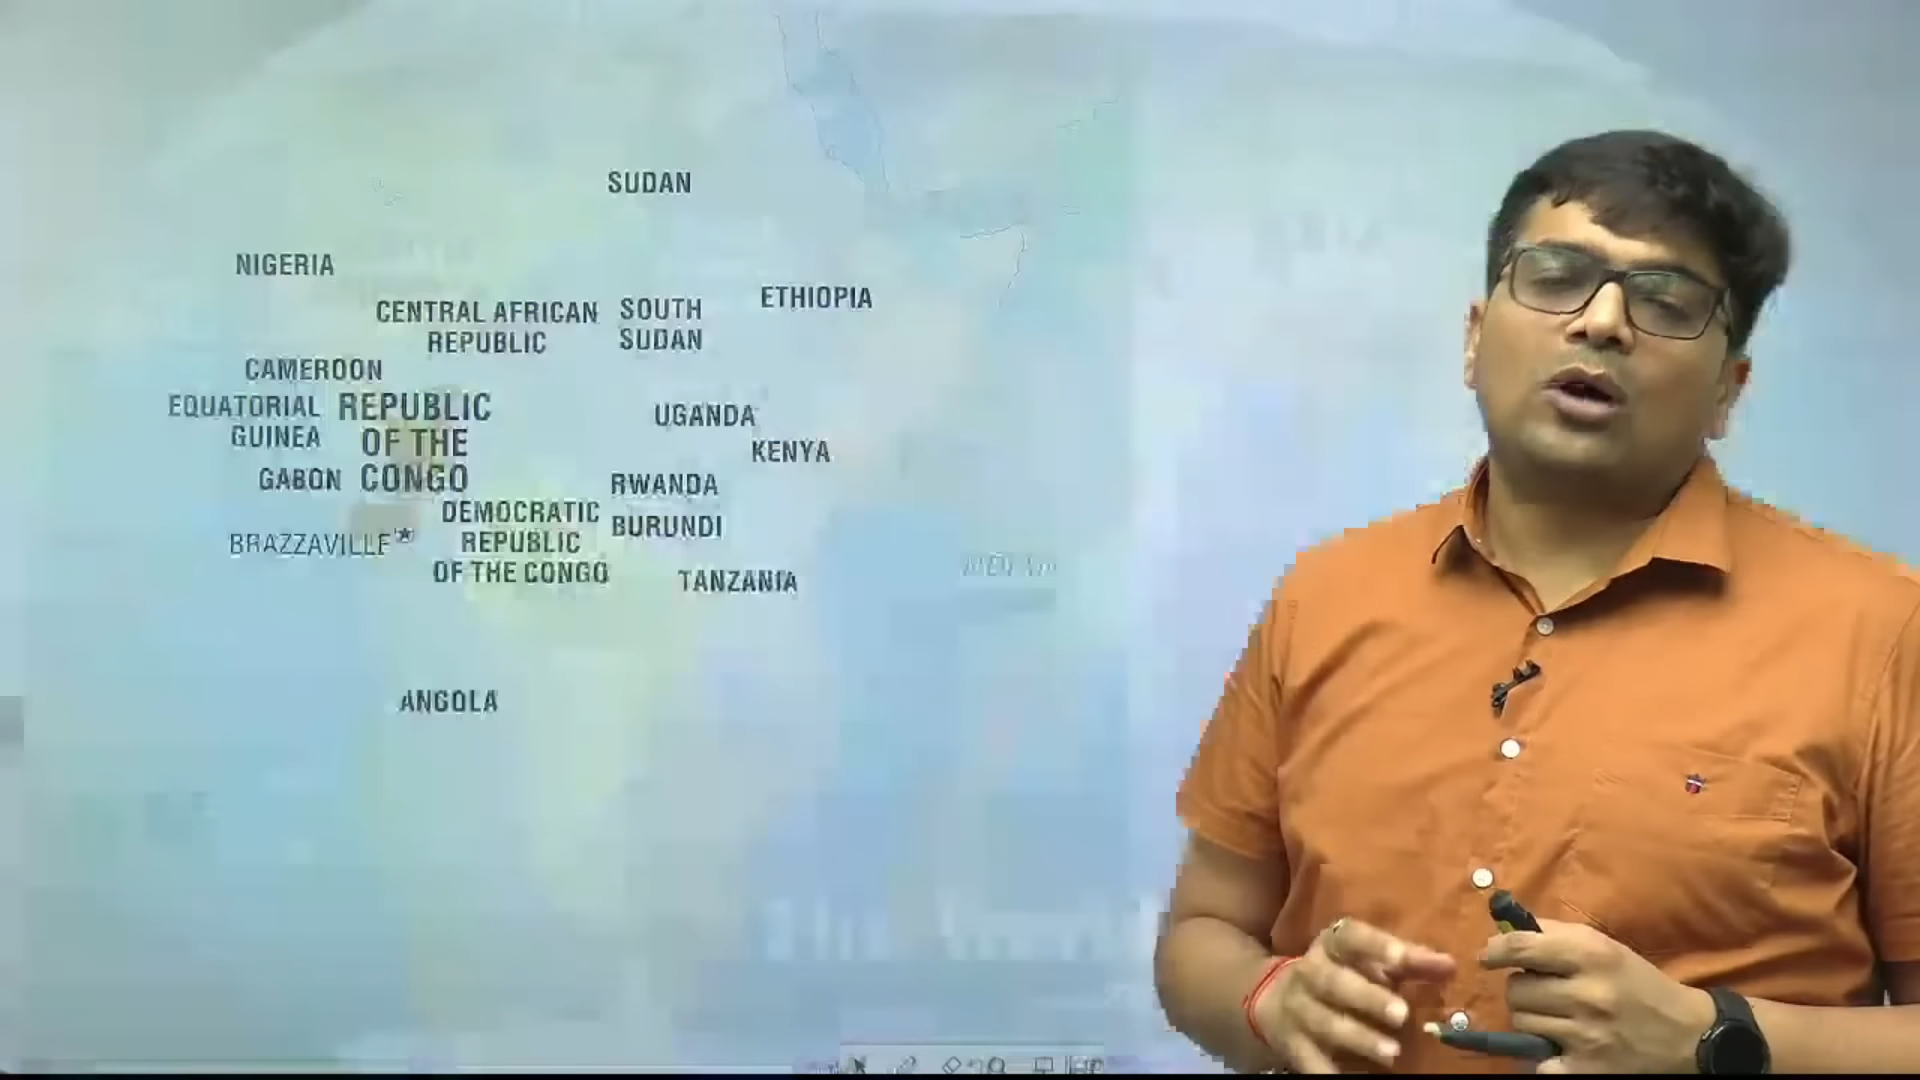 SUDAN
NIGERIA
ETHIOPIA
CENTRAL AFRICAN
REPUBLIC
SOUTH
SUDAN
CAMEROON
EQUATORIAL
GUINEA
REPUBLIC
OF THE
CONGO
UGANDA
KENYA
GABON
RWANDA
DEMOCRATIC
REPUBLIC
OF THE CONGO
BURUNDI
BRAZZAVILLE
TANZANIA
ANGOLA